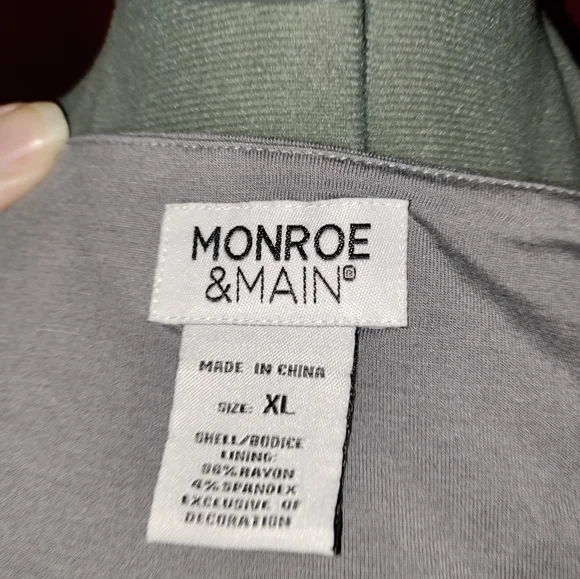 MONROE
&MAIN®
MADE IN CHINA
SIZE: XL
SHELL/BODICE
LINING:
96%RAYON
4%SPANDEX
EXCLUSIVE OF
DECORATION